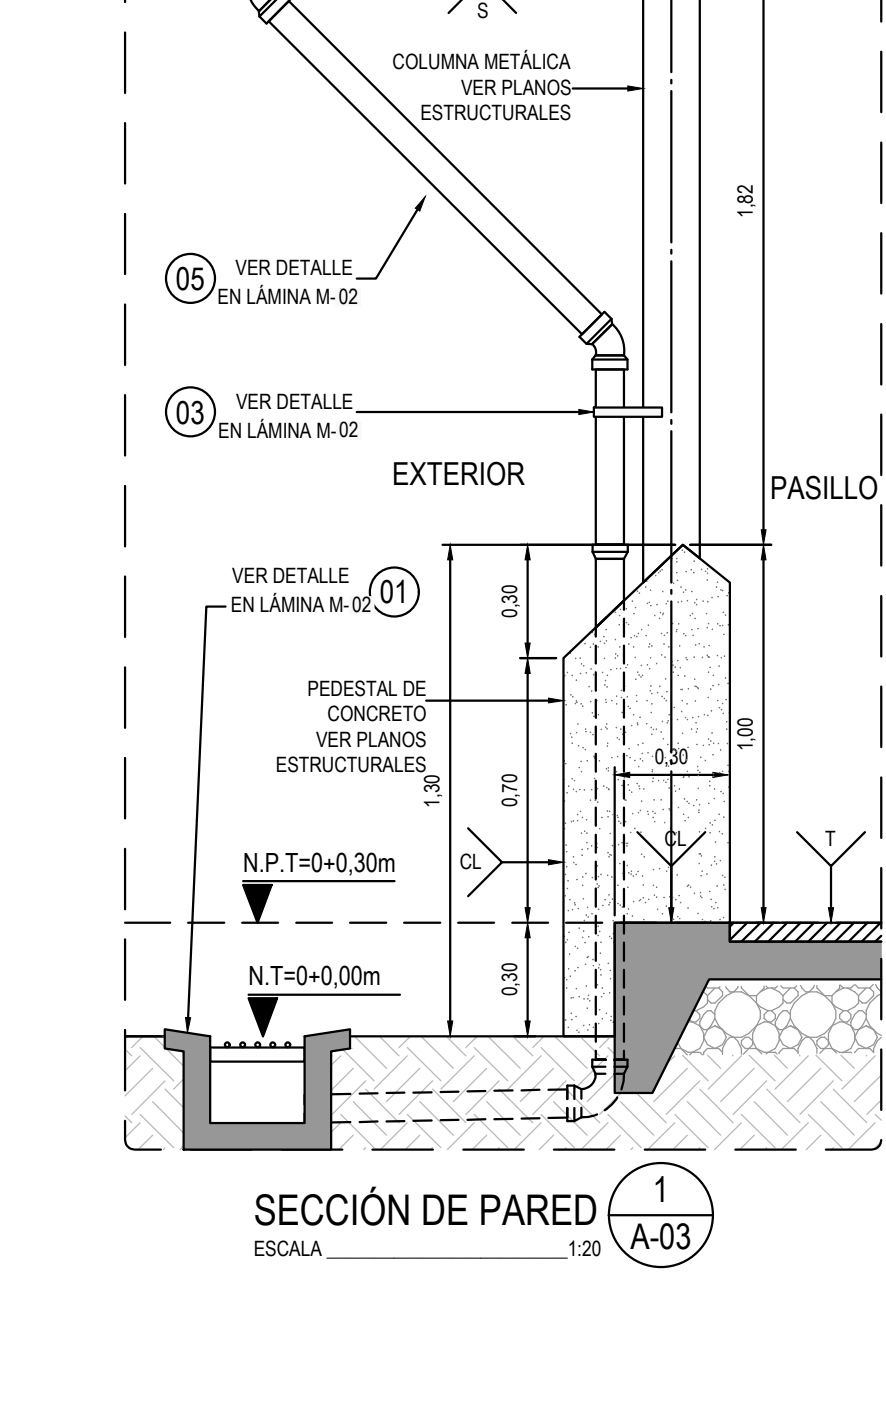 S
COLUMNA METÁLICA
VER PLANOS
ESTRUCTURALES
1,82
05
VER DETALLE
EN LÁMINA M-02
03
VER DETALLE
EN LÁMINA M-02
EXTERIOR
PASILLO
VER DETALLE
EN LÁMINA M-02
01
0,30
PEDESTAL DE
CONCRETO
VER PLANOS
ESTRUCTURALES
1,30
0,70
0,30
1,00
CL
CL
T
N.P.T=0+0,30m
N.T=0+0,00m
0,30
SECCIÓN DE PARED
1
A-03
ESCALA ________________________1:20